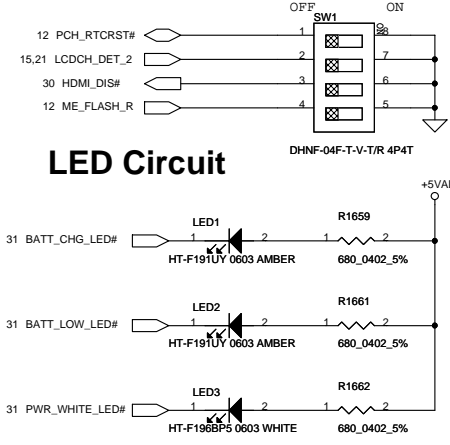 OFF ON
SW1
12 PCH_RTCRST# 1 8
ON
15,21 LCDCH_DET_2 2 7
30 HDMI_DIS# 3 6
12 ME_FLASH_R 4 5
DHNF-04F-T-V-T/R 4P4T
LED Circuit
+5VAL
LED1 R1659
31 BATT_CHG_LED# 1 2 1 2
HT-F191UY 0603 AMBER 680_0402_5%
LED2 R1661
31 BATT_LOW_LED# 1 2 1 2
HT-F191UY 0603 AMBER 680_0402_5%
LED3 R1662
31 PWR_WHITE_LED# 1 2 1 2
HT-F196BP5 0603 WHITE 680_0402_5%